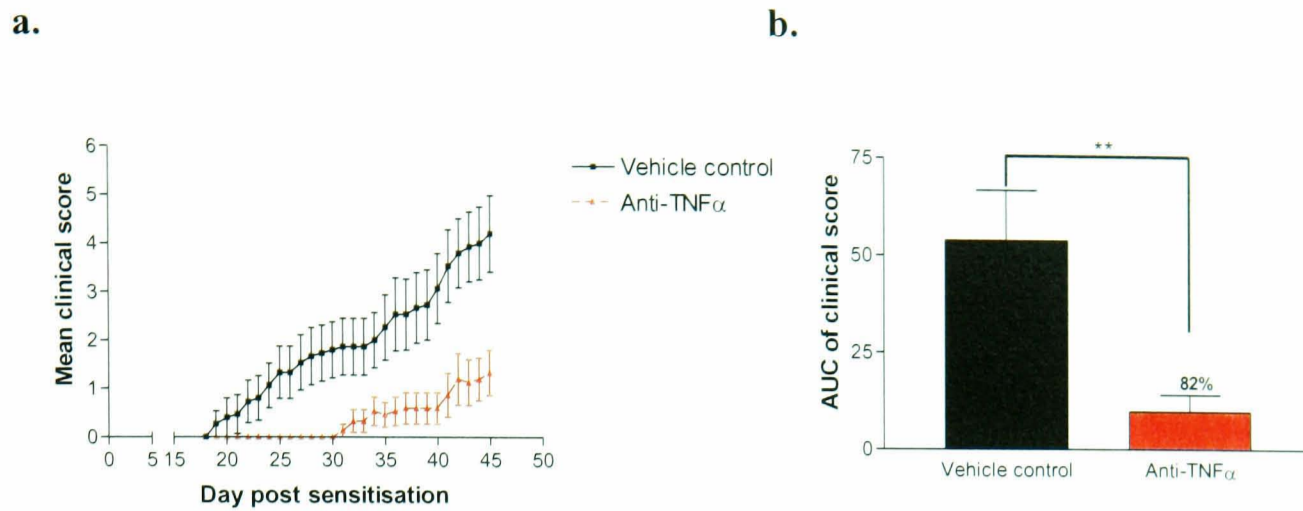 a.
b.
6
5
4
3
2
1
0
Mean clinical score
0
5
15
20
25
30
35
40
45
50
Day post sensitisation
Vehicle control
Anti-TNFα
75
50
25
0
AUC of clinical score
**
82%
Vehicle control
Anti-TNFα